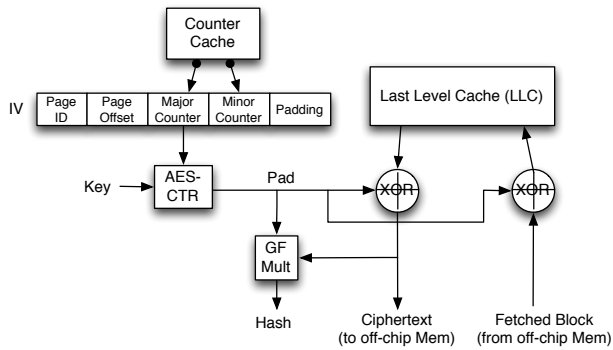 Counter
Cache
IV
Page
ID
Page
Offset
Major
Counter
Minor
Counter
Padding
Last Level Cache (LLC)
Key
AES-
CTR
Pad
XOR
XOR
GF
Mult
Hash
Ciphertext
(to off-chip Mem)
Fetched Block
(from off-chip Mem)